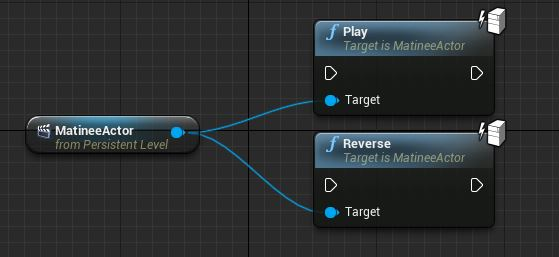 Play
Target is MatineeActor
Target
MatineeActor
from Persistent Level
Reverse
Target is MatineeActor
Target